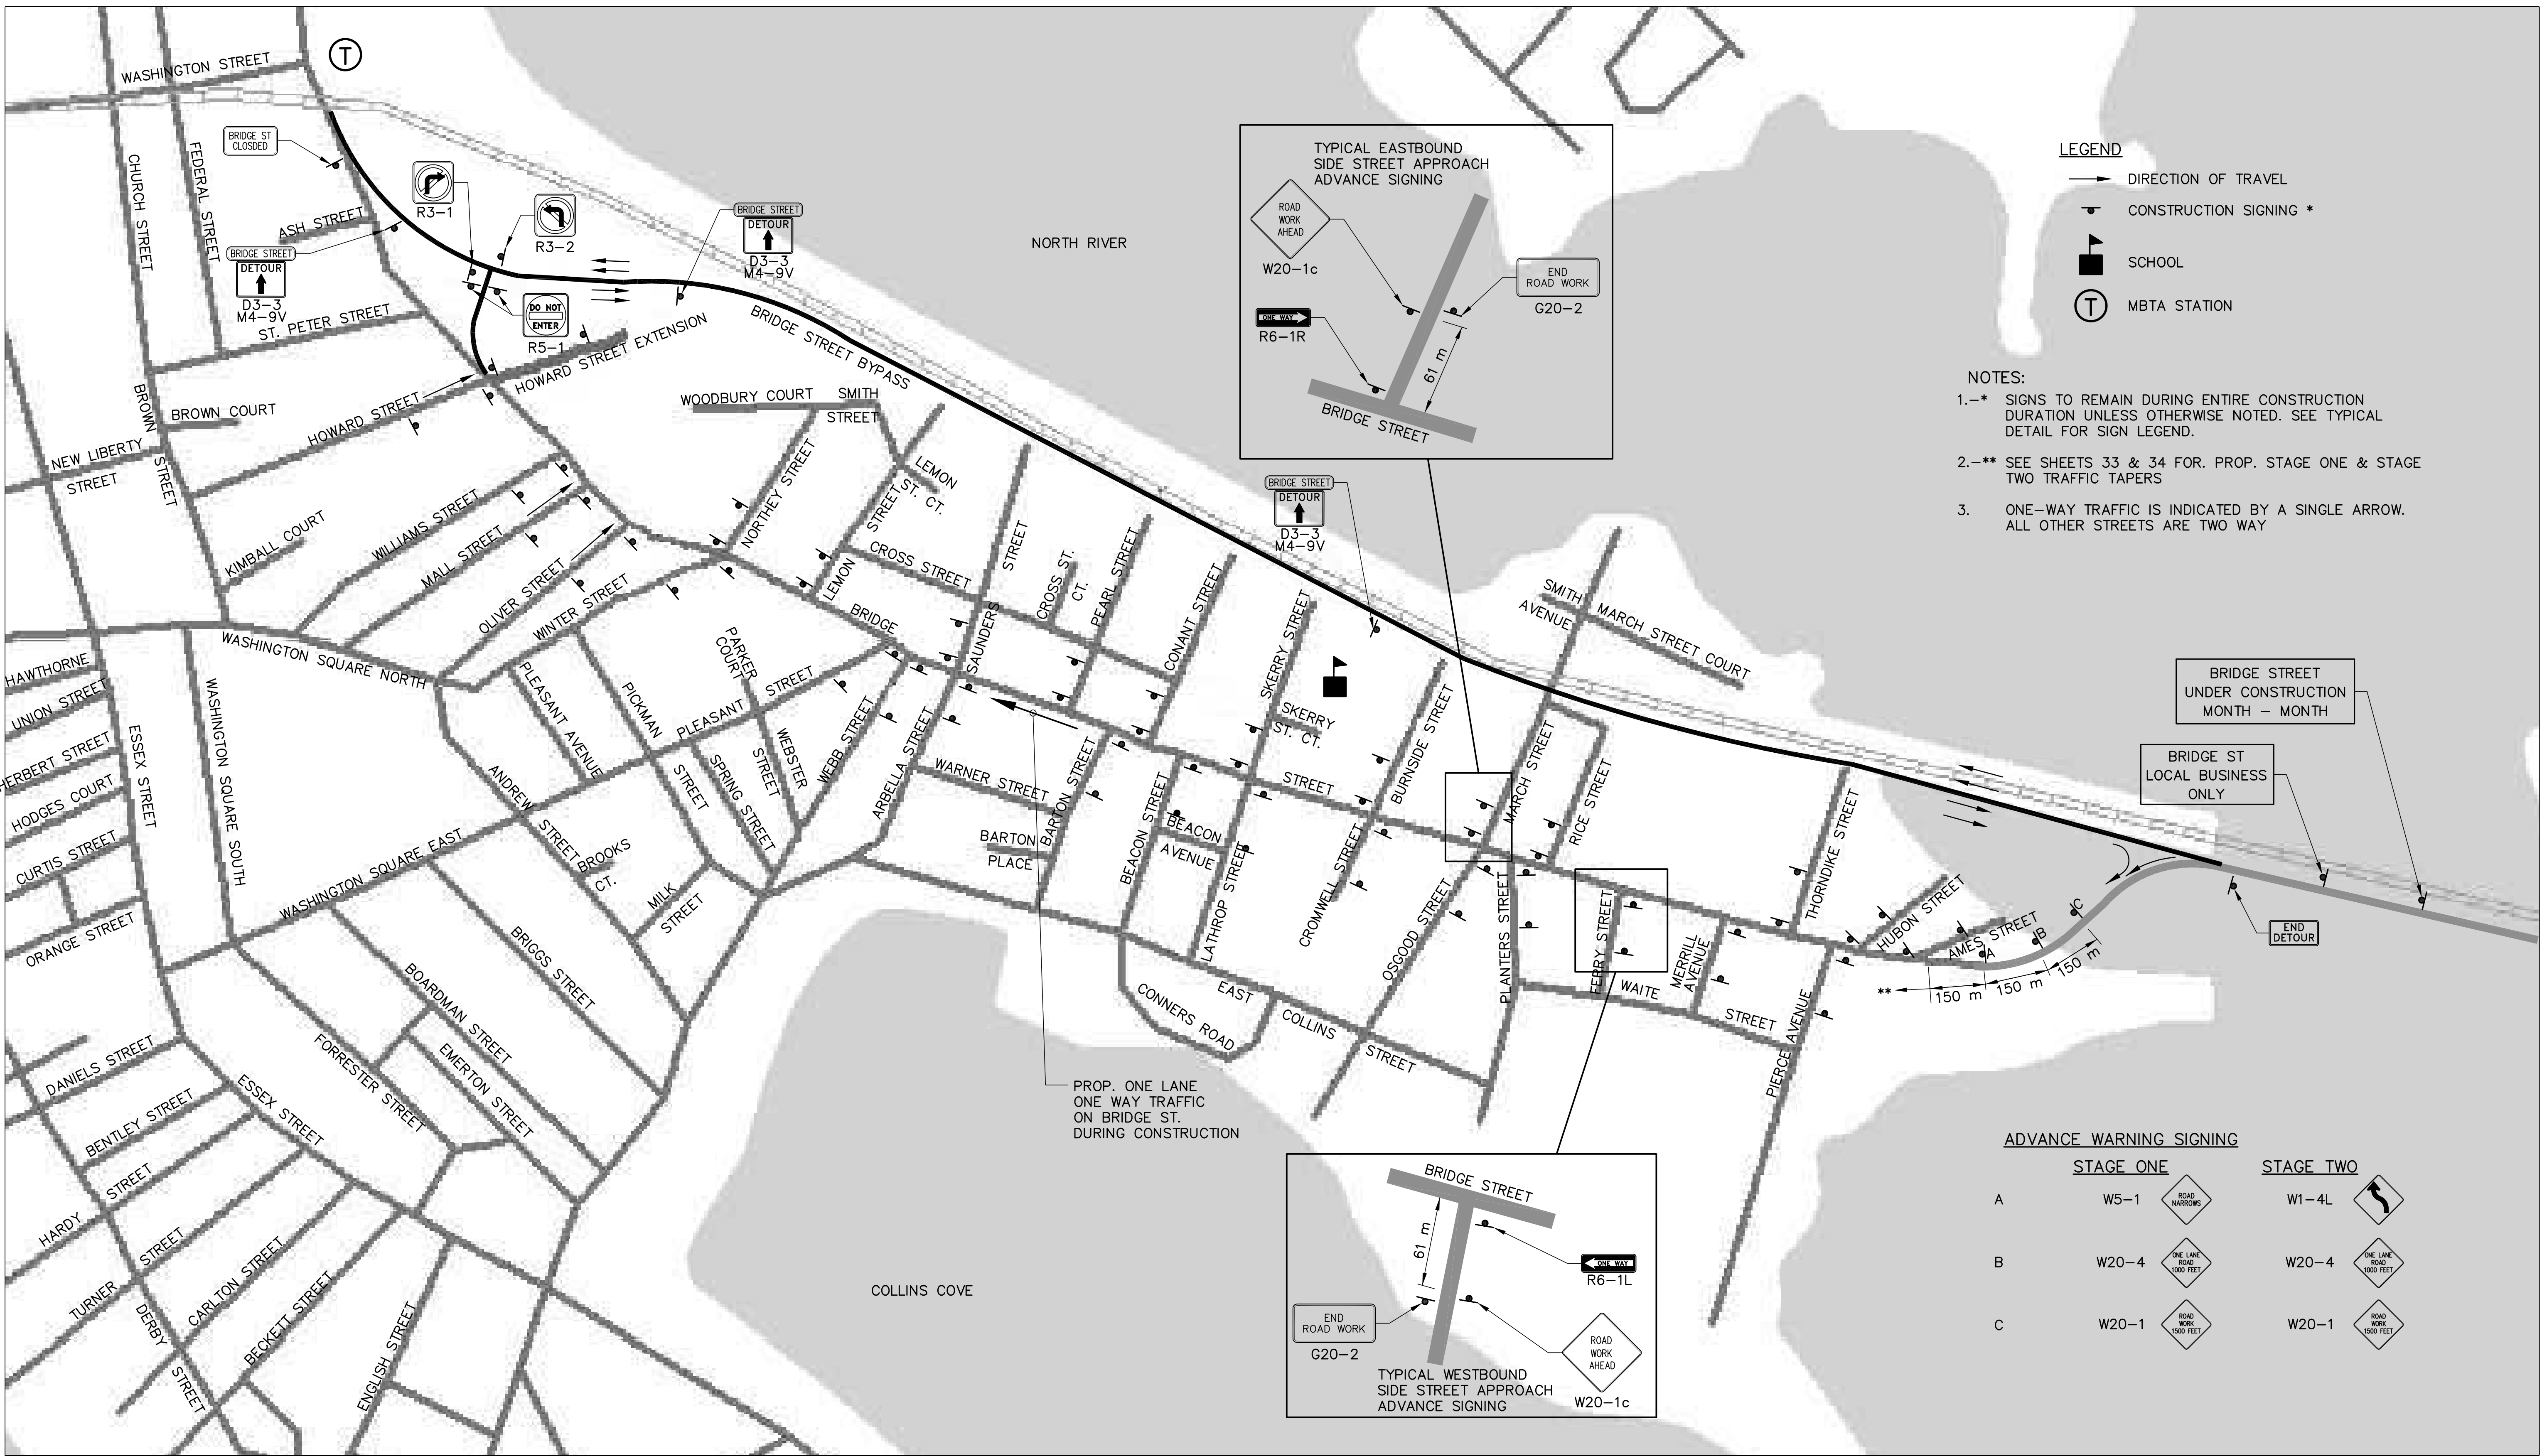 WASHINGTON STREET
T
BRIDGE ST
CLOSDED
CHURCH STREET
FEDERAL STREET
R3-1
R3-2
ASH STREET
BRIDGE STREET
DETOUR
D3-3
M4-9V
BRIDGE STREET
DETOUR
D3-3
M4-9V
DO NOT
ENTER
R5-1
ST. PETER STREET
HOWARD STREET EXTENSION
BRIDGE STREET BYPASS
BROWN
STREET
BROWN COURT
HOWARD STREET
NEW LIBERTY
STREET
WOODBURY COURT
SMITH
STREET
NORTHEY STREET
LEMON
ST. CT.
LEMON
STREET
KIMBALL COURT
WILLIAMS STREET
MALL STREET
OLIVER STREET
WINTER STREET
CROSS STREET
SAUNDERS
STREET
CROSS ST.
CT.
PEARL STREET
CONANT STREET
SKERRY STREET
SKERRY
ST. CT.
BURNSIDE STREET
BRIDGE
STREET
NORTH RIVER
TYPICAL EASTBOUND
SIDE STREET APPROACH
ADVANCE SIGNING
ROAD
WORK
AHEAD
W20-1c
END
ROAD WORK
G20-2
ONE WAY
R6-1R
61 m
BRIDGE STREET
BRIDGE STREET
DETOUR
D3-3
M4-9V
SMITH
AVENUE
MARCH STREET COURT
MARCH STREET
RICE STREET
THORNDIKE STREET
HUBON STREET
AMES STREET
LEGEND
DIRECTION OF TRAVEL
CONSTRUCTION SIGNING *
SCHOOL
T
MBTA STATION
NOTES:
1.-* SIGNS TO REMAIN DURING ENTIRE CONSTRUCTION
DURATION UNLESS OTHERWISE NOTED. SEE TYPICAL
DETAIL FOR SIGN LEGEND.
2.-** SEE SHEETS 33 & 34 FOR. PROP. STAGE ONE & STAGE
TWO TRAFFIC TAPERS
3. ONE-WAY TRAFFIC IS INDICATED BY A SINGLE ARROW.
ALL OTHER STREETS ARE TWO WAY
BRIDGE STREET
UNDER CONSTRUCTION
MONTH - MONTH
BRIDGE ST
LOCAL BUSINESS
ONLY
END
DETOUR
A
B
C
**
150 m
150 m
150 m
WASHINGTON SQUARE NORTH
HAWTHORNE
UNION STREET
HERBERT STREET
HODGES COURT
CURTIS STREET
ORANGE STREET
ESSEX STREET
WASHINGTON SQUARE SOUTH
WASHINGTON SQUARE EAST
PLEASANT AVENUE
PICKMAN
STREET
PARKER
COURT
PLEASANT
STREET
SPRING STREET
WEBSTER
STREET
WEBB STREET
ARBELLA STREET
ANDREW
STREET
BROOKS
CT.
MILK
STREET
WARNER STREET
BARTON
PLACE
BARTON STREET
BEACON STREET
BEACON
AVENUE
LATHROP STREET
CROMWELL STREET
OSGOOD STREET
PLANTERS STREET
FERRY STREET
MERRILL
AVENUE
WAITE
STREET
PIERCE AVENUE
CONNERS ROAD
EAST
COLLINS
STREET
BRIGGS STREET
BOARDMAN STREET
EMERTON STREET
FORRESTER STREET
DANIELS STREET
BENTLEY STREET
ESSEX STREET
HARDY
STREET
TURNER
STREET
DERBY
STREET
CARLTON STREET
BECKETT STREET
ENGLISH STREET
PROP. ONE LANE
ONE WAY TRAFFIC
ON BRIDGE ST.
DURING CONSTRUCTION
COLLINS COVE
BRIDGE STREET
61 m
ONE WAY
R6-1L
END
ROAD WORK
G20-2
ROAD
WORK
AHEAD
W20-1c
TYPICAL WESTBOUND
SIDE STREET APPROACH
ADVANCE SIGNING
ADVANCE WARNING SIGNING
STAGE ONE STAGE TWO
A W5-1 ROAD NARROWS W1-4L
B W20-4 ONE LANE ROAD 1000 FEET W20-4 ONE LANE ROAD 1000 FEET
C W20-1 ROAD WORK 1500 FEET W20-1 ROAD WORK 1500 FEET